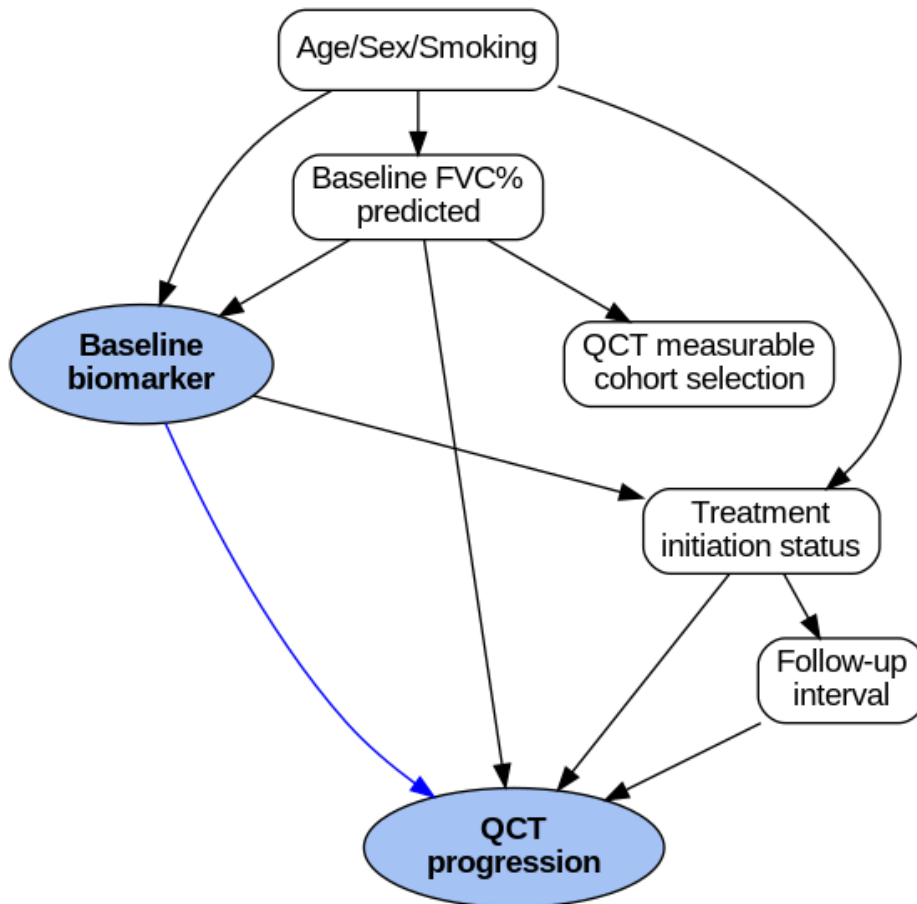 Age/Sex/Smoking
Baseline FVC%
predicted
Baseline
biomarker
QCT measurable
cohort selection
Treatment
initiation status
Follow-up
interval
QCT
progression